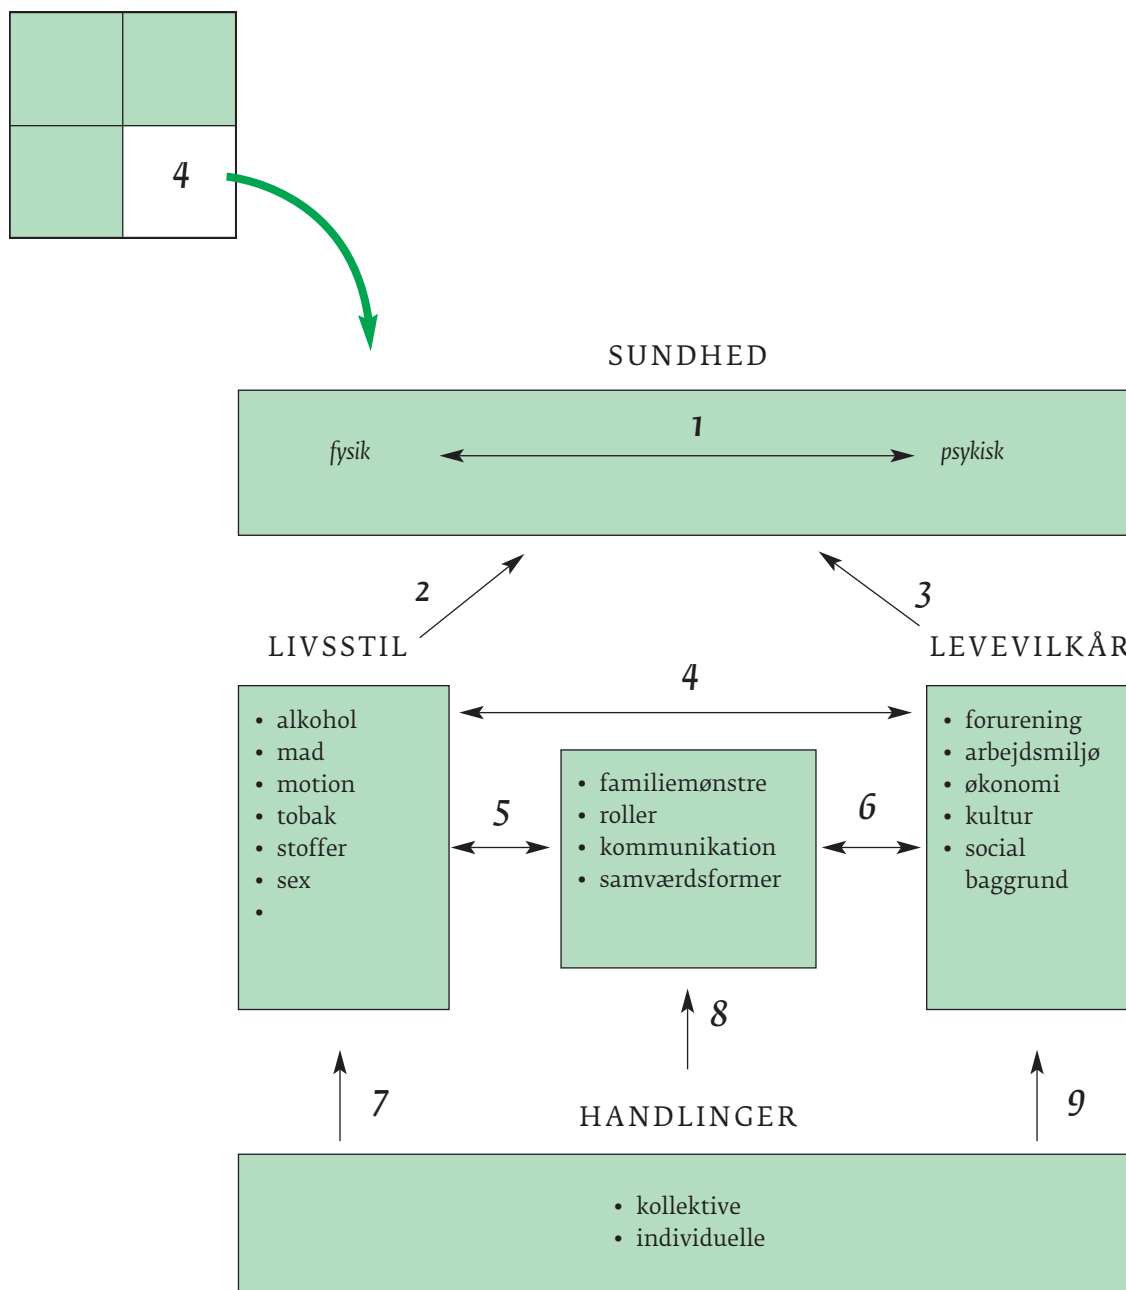 4
SUNDHED
1
fysik
psykisk
2
3
LIVSSTIL
LEVEVILKÅR
4
• alkohol
• mad
• motion
• tobak
• stoffer
• sex
•
5
• familiemønstre
• roller
• kommunikation
• samværdsformer
6
• forurening
• arbejdsmiljø
• økonomi
• kultur
• social
baggrund
8
7
9
HANDLINGER
• kollektive
• individuelle